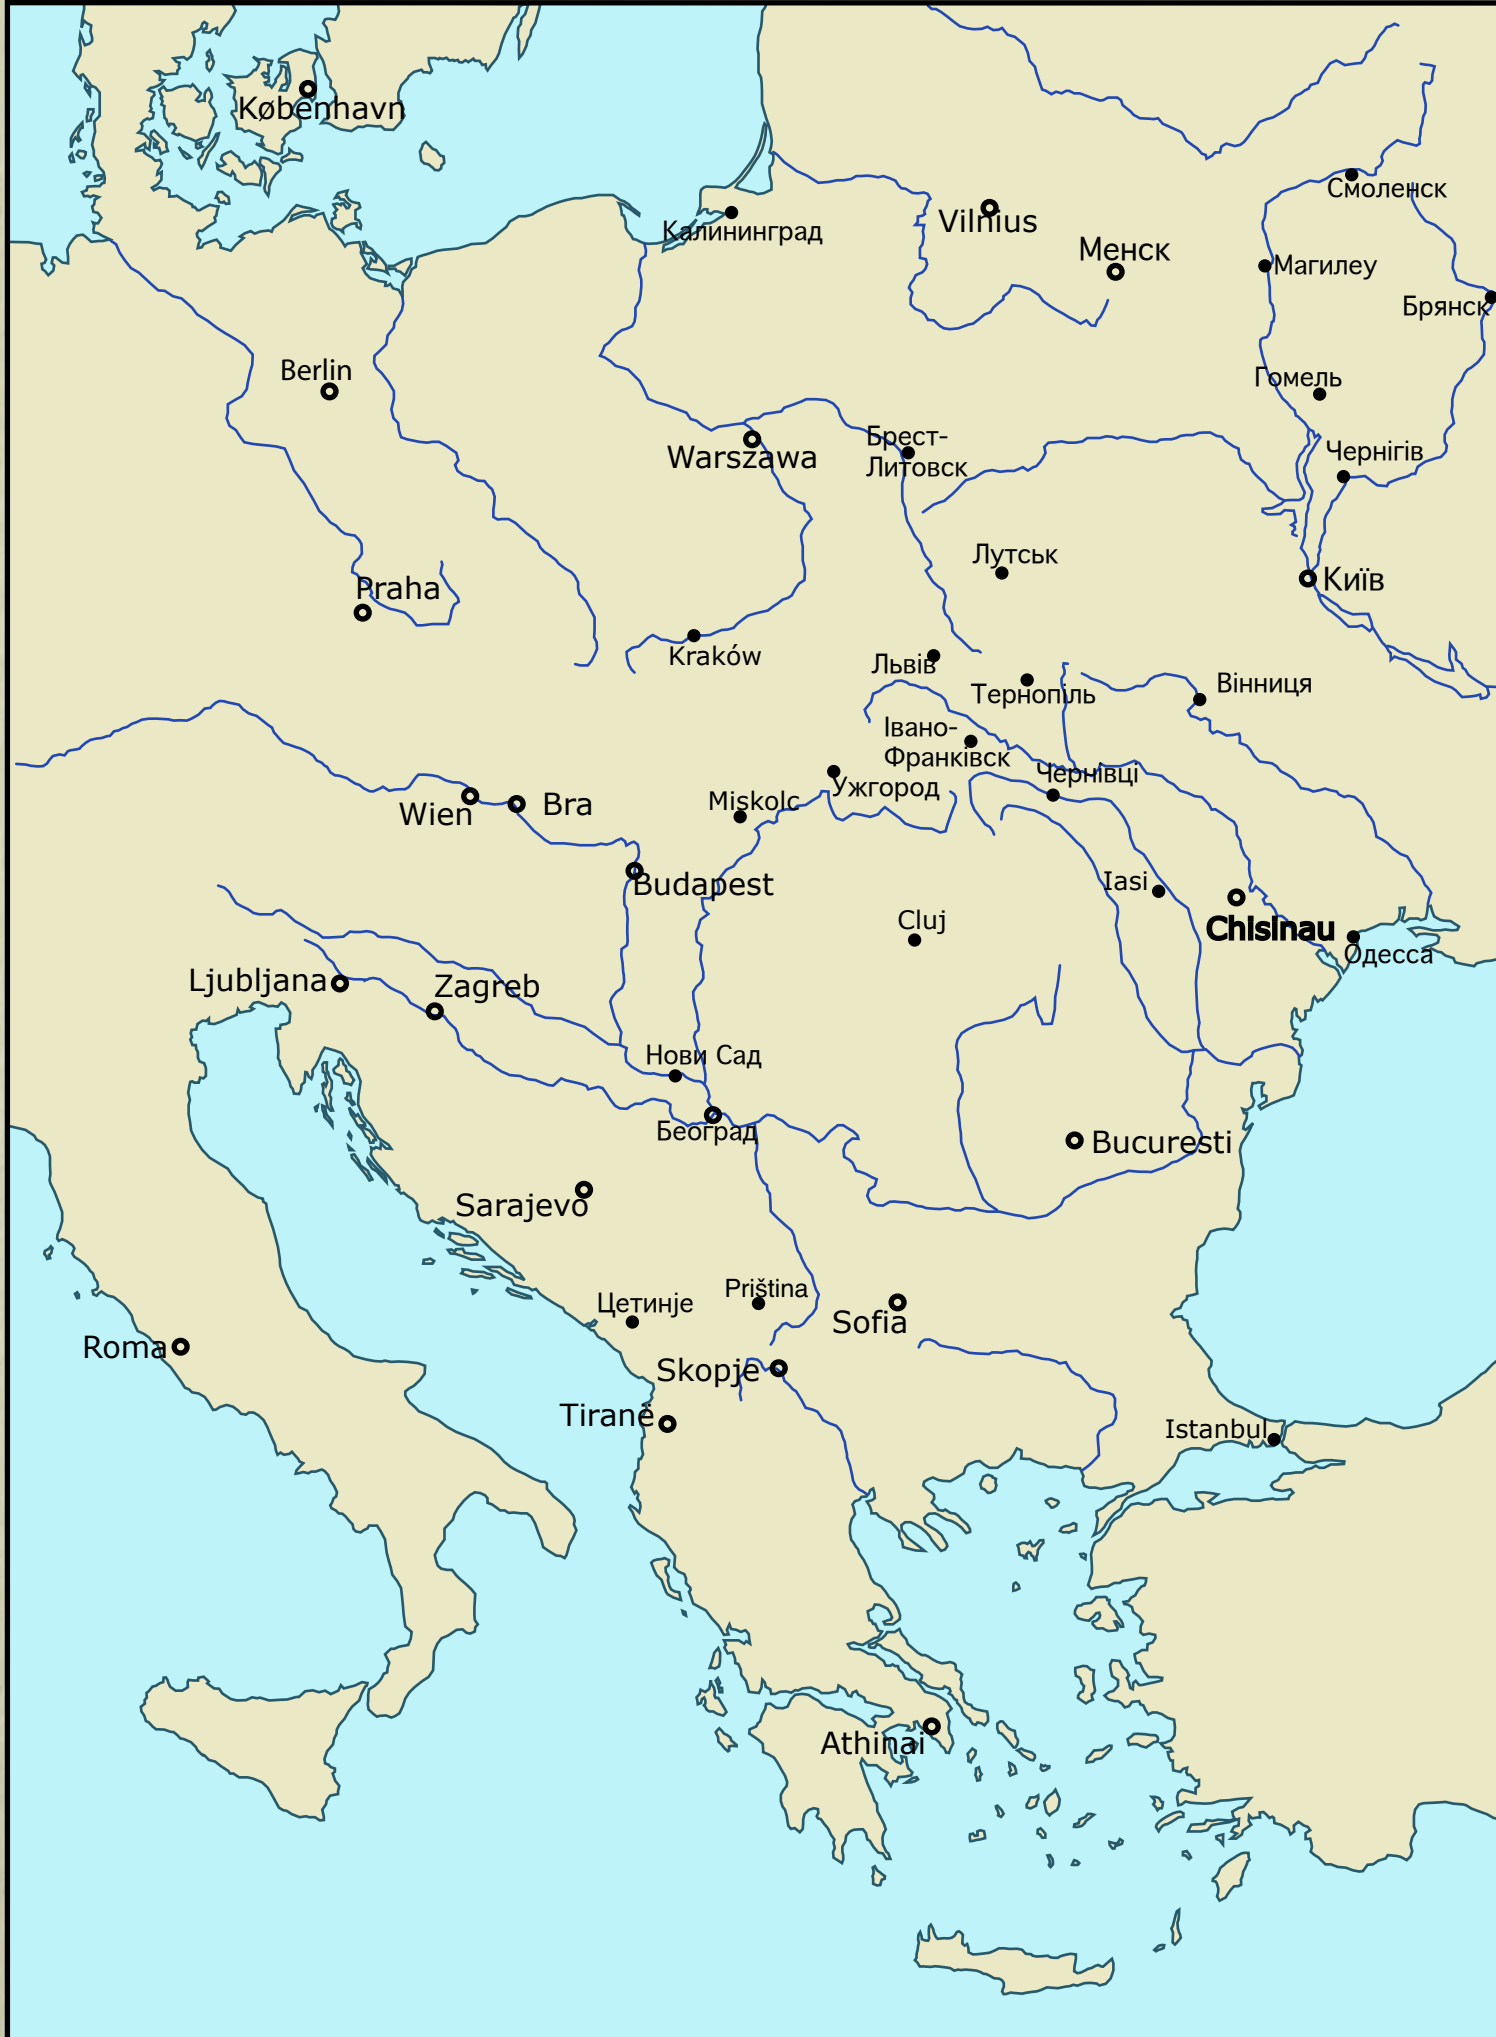 København
Смоленск
Vilnius
Калининград
Менск
Магилеу
Брянск
Berlin
Гомель
Брест-
Литовск
Warszawa
Чернігів
Лутськ
Київ
Praha
Kraków
Львів
Тернопіль
Вінниця
Івано-
Франківск
Чернівці
Ужгород
Miskolc
Wien
Bra
Budapest
Iasi
Cluj
Chisinau
Одесса
Ljubljana
Zagreb
Нови Сад
Београд
Bucuresti
Sarajevo
Priština
Цетинје
Sofia
Roma
Skopje
Tiranë
Istanbul
Athinai